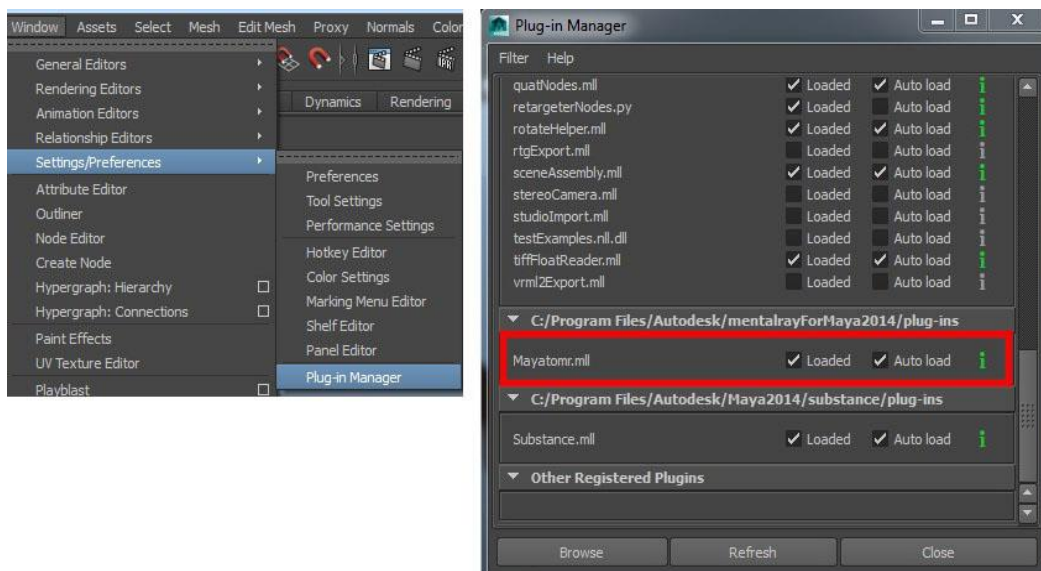 Window Assets Select Mesh Edit Mesh Proxy Normals Color
General Editors
Rendering Editors
Animation Editors
Relationship Editors
Settings/Preferences
Attribute Editor
Outliner
Node Editor
Create Node
Hypergraph: Hierarchy
Hypergraph: Connections
Paint Effects
UV Texture Editor
Playblast
IPR
Dynamics Rendering
Preferences
Tool Settings
Performance Settings
Hotkey Editor
Color Settings
Marking Menu Editor
Shelf Editor
Panel Editor
Plug-in Manager
Plug-in Manager
Filter Help
quatNodes.mll Loaded Auto load i
retargeterNodes.py Loaded Auto load i
rotateHelper.mll Loaded Auto load i
rtgExport.mll Loaded Auto load i
sceneAssembly.mll Loaded Auto load i
stereoCamera.mll Loaded Auto load i
studioImport.mll Loaded Auto load i
testExamples.nll.dll Loaded Auto load i
tiffFloatReader.mll Loaded Auto load i
vrml2Export.mll Loaded Auto load i
C:/Program Files/Autodesk/mentalrayForMaya2014/plug-ins
Mayatomr.mll Loaded Auto load i
C:/Program Files/Autodesk/Maya2014/substance/plug-ins
Substance.mll Loaded Auto load i
Other Registered Plugins
Browse Refresh Close